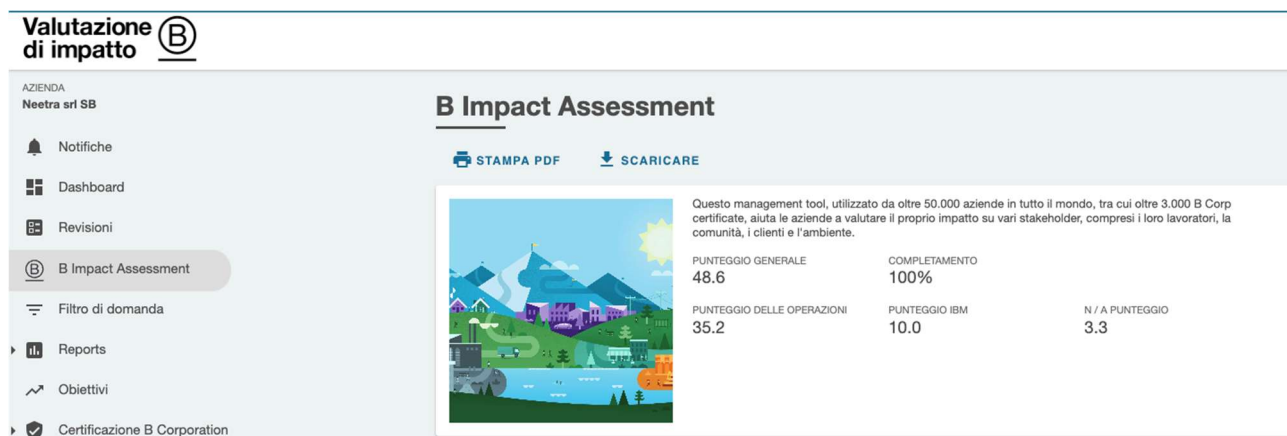 Valutazione
di impatto B
AZIENDA
Neetra srl SB
Notifiche
Dashboard
Revisioni
B B Impact Assessment
Filtro di domanda
Reports
Obiettivi
Certificazione B Corporation
B Impact Assessment
STAMPA PDF SCARICARE
Questo management tool, utilizzato da oltre 50.000 aziende in tutto il mondo, tra cui oltre 3.000 B Corp
certificate, aiuta le aziende a valutare il proprio impatto su vari stakeholder, compresi i loro lavoratori, la
comunità, i clienti e l'ambiente.
PUNTEGGIO GENERALE COMPLETAMENTO
48.6 100%
PUNTEGGIO DELLE OPERAZIONI PUNTEGGIO IBM N / A PUNTEGGIO
35.2 10.0 3.3